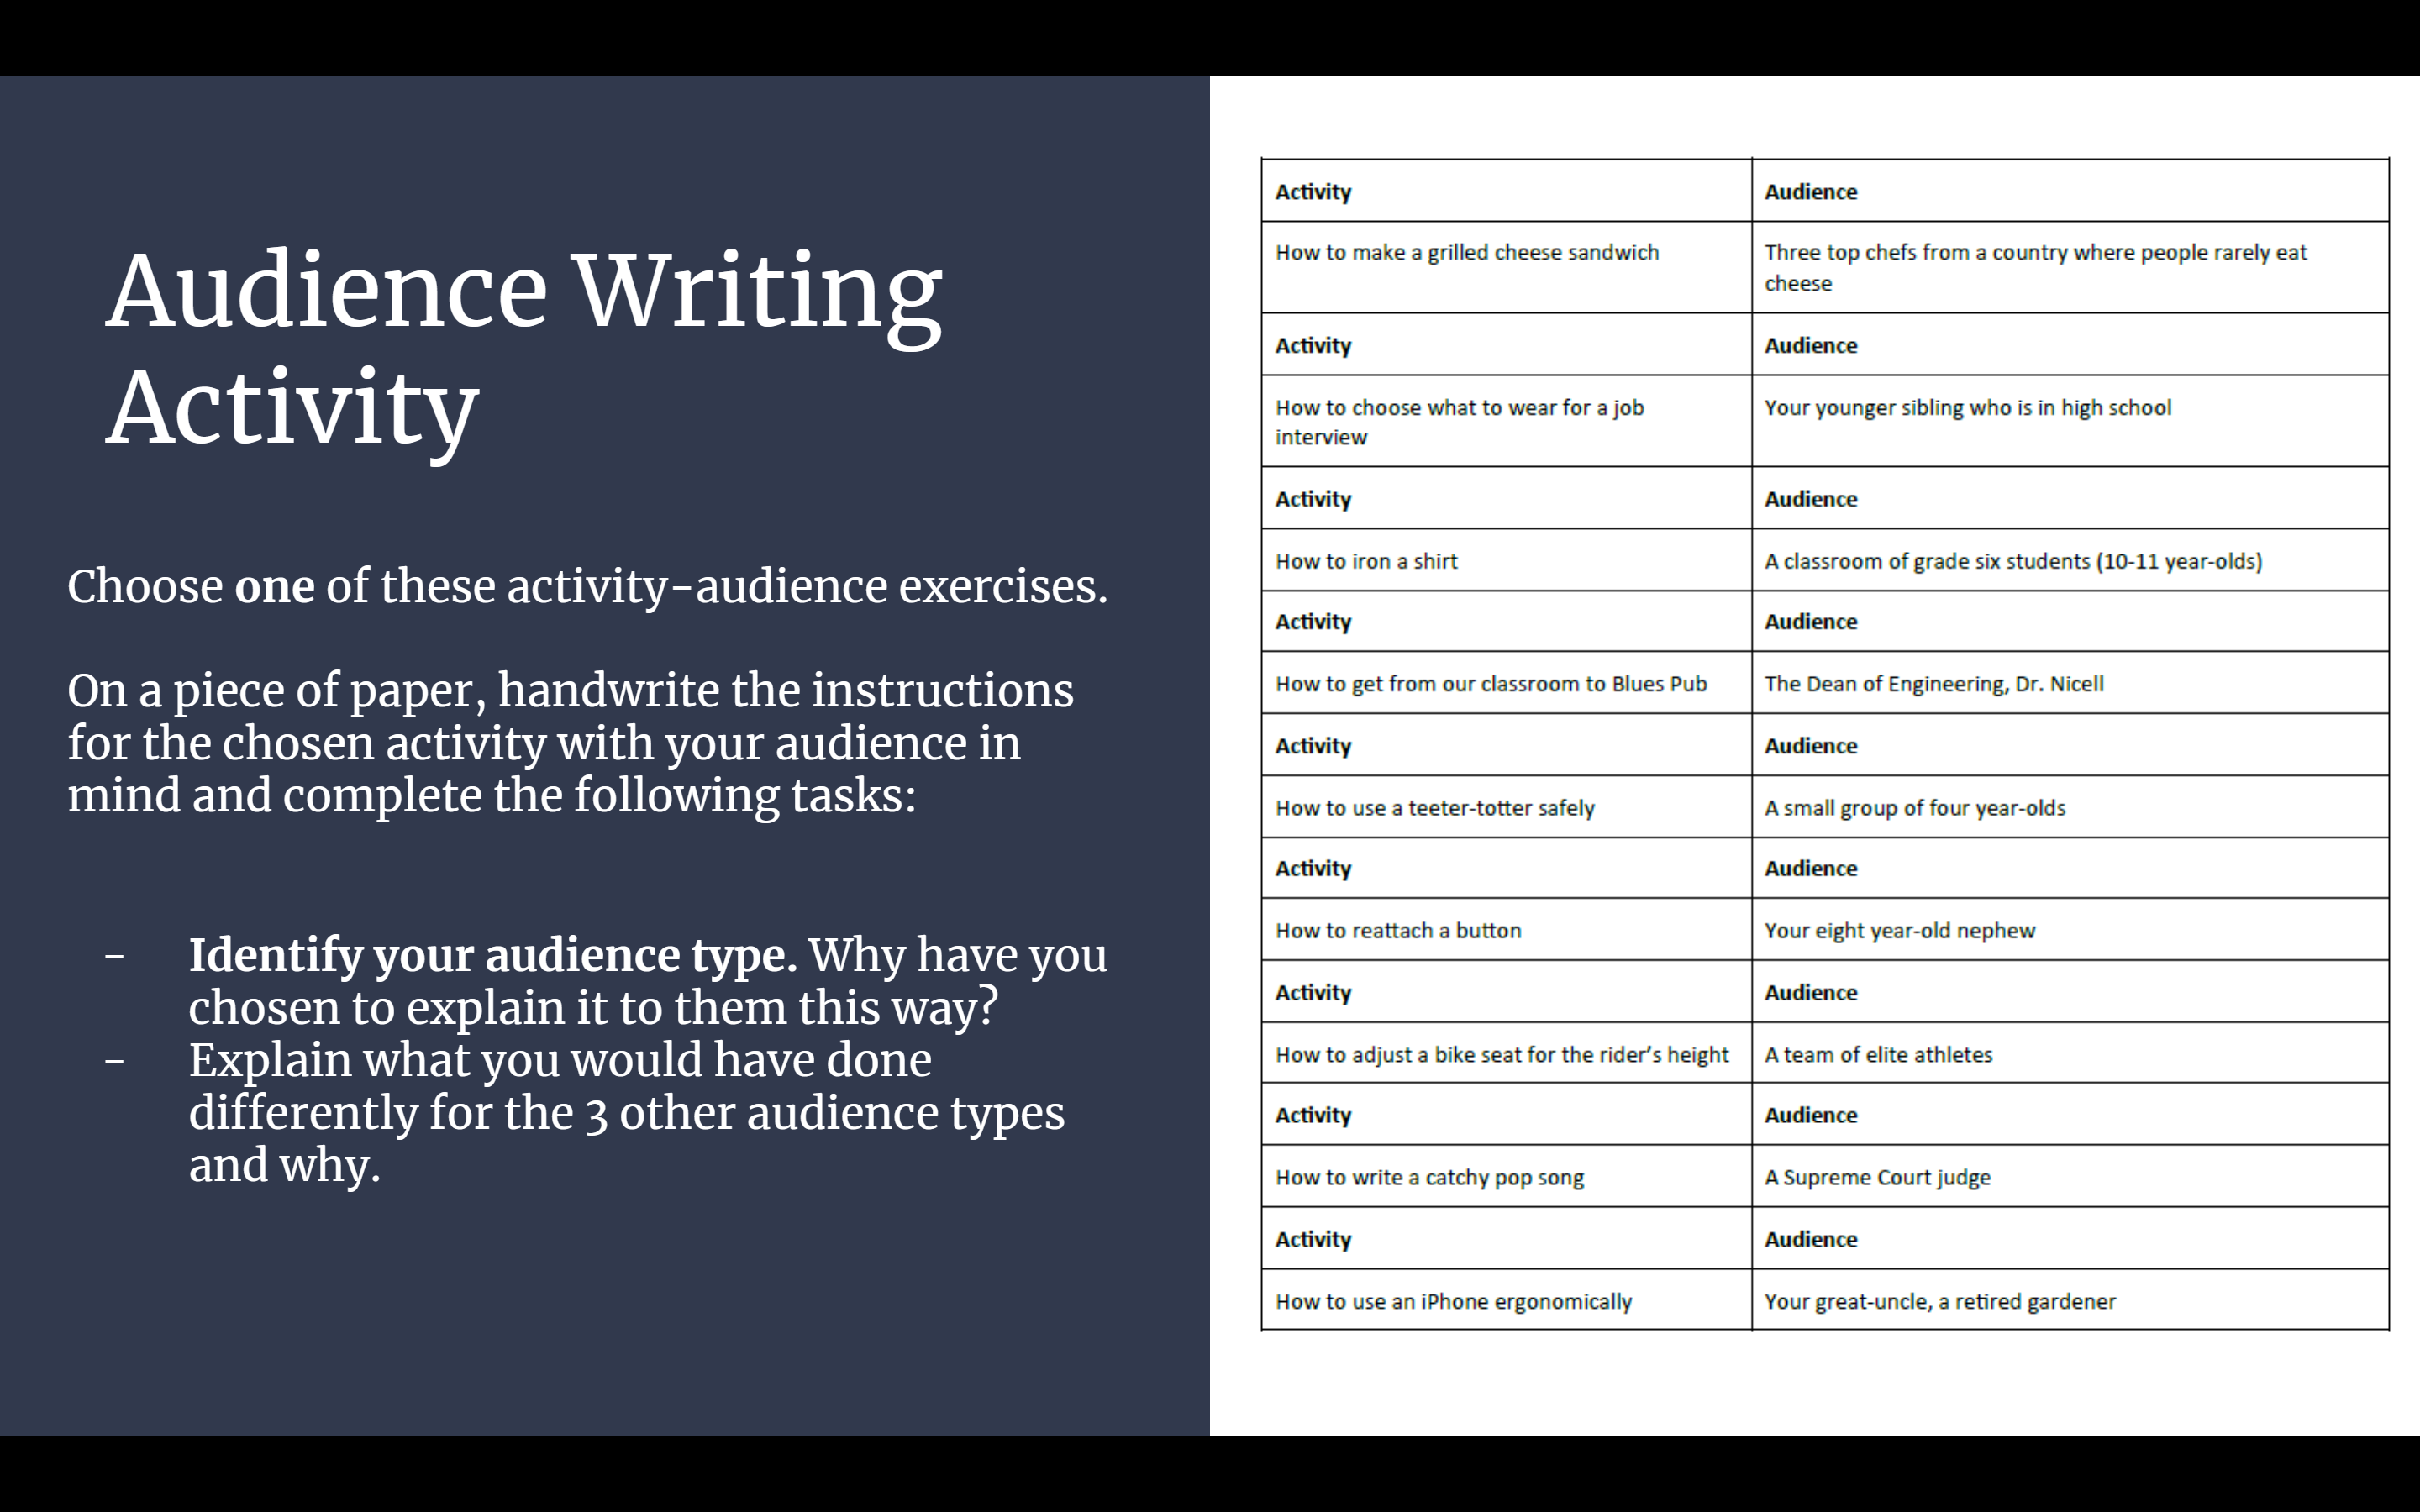 Audience Writing
Activity
Choose one of these activity-audience exercises.
On a piece of paper, handwrite the instructions
for the chosen activity with your audience in
mind and complete the following tasks:
- Identify your audience type. Why have you
chosen to explain it to them this way?
- Explain what you would have done
differently for the 3 other audience types
and why.
Activity Audience
How to make a grilled cheese sandwich Three top chefs from a country where people rarely eat
cheese
Activity Audience
How to choose what to wear for a job Your younger sibling who is in high school
interview
Activity Audience
How to iron a shirt A classroom of grade six students (10-11 year-olds)
Activity Audience
How to get from our classroom to Blues Pub The Dean of Engineering, Dr. Nicell
Activity Audience
How to use a teeter-totter safely A small group of four year-olds
Activity Audience
How to reattach a button Your eight year-old nephew
Activity Audience
How to adjust a bike seat for the rider's height A team of elite athletes
Activity Audience
How to write a catchy pop song A Supreme Court judge
Activity Audience
How to use an iPhone ergonomically Your great-uncle, a retired gardener